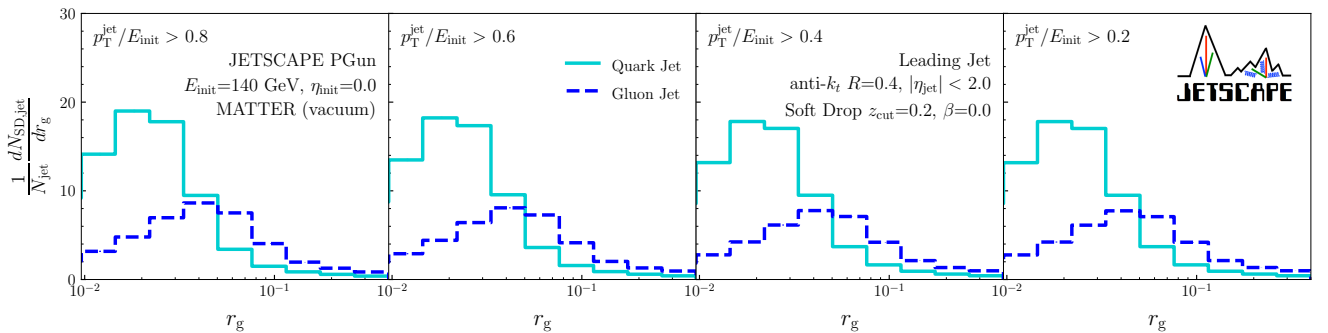 30
20
10
0
1/N_jet dN_SD,jet/dr_g
p_T^jet/E_init > 0.8
JETSCAPE PGun
E_init=140 GeV, η_init=0.0
MATTER (vacuum)
p_T^jet/E_init > 0.6
Quark Jet
Gluon Jet
p_T^jet/E_init > 0.4
Leading Jet
anti-k_t R=0.4, |η_jet| < 2.0
Soft Drop z_cut=0.2, β=0.0
p_T^jet/E_init > 0.2
JETSCAPE
10^−2 10^−1
10^−2 10^−1
10^−2 10^−1
10^−2 10^−1
r_g r_g r_g r_g